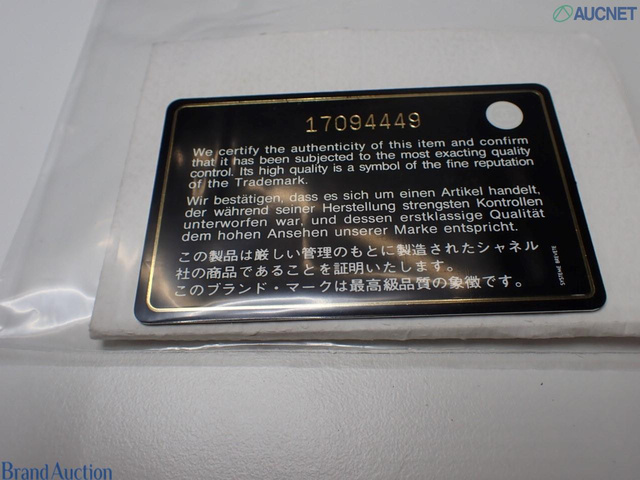 AUCNET
17094449
We certify the authenticity of this item and confirm
that it has been subjected to the most exacting quality
control. Its high quality is a symbol of the fine reputation
of the Trademark.
Wir bestätigen, dass es sich um einen Artikel handelt,
der während seiner Herstellung strengsten Kontrollen
unterworfen war, und dessen erstklassige Qualität
dem hohen Ansehen unserer Marke entspricht.
この製品は厳しい管理のもとに製造されたシャネル
社の商品であることを証明いたします。
このブランド・マークは最高級品質の象徴です。
SYSTEME BREVETE
Brand Auction